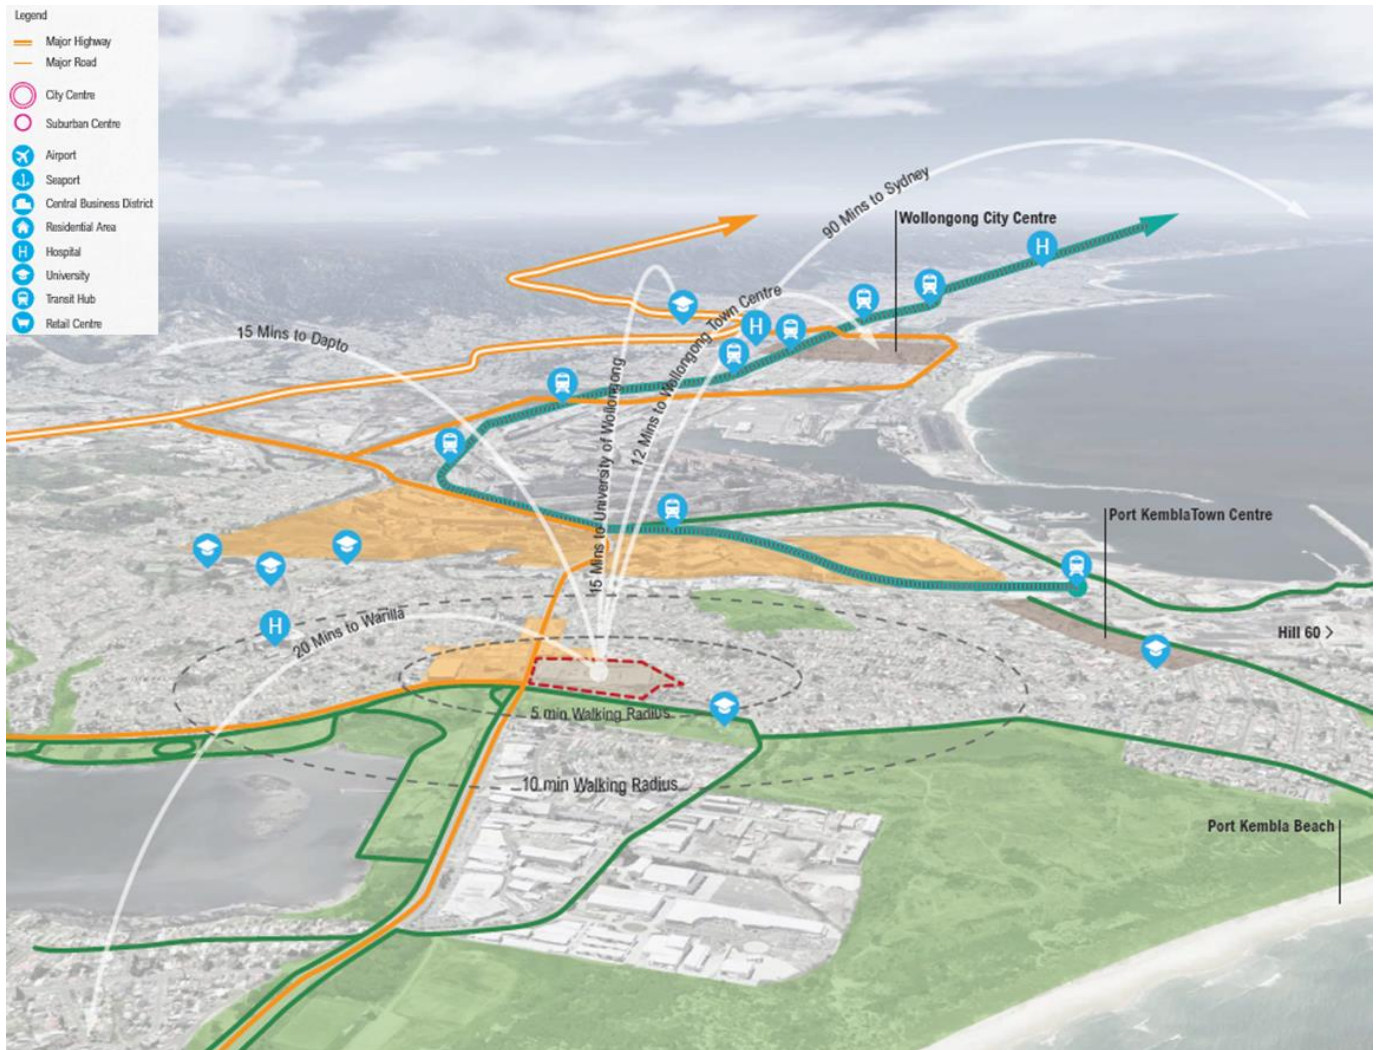 Legend
Major Highway
Major Road
City Centre
Suburban Centre
Airport
Seaport
Central Business District
Residential Area
H Hospital
University
Transit Hub
Retail Centre
90 Mins to Sydney
Wollongong City Centre
H
15 Mins to Dapto
H
12 Mins to Wollongong Town Centre
15 Mins to University of Wollongong
Port KemblaTown Centre
H
20 Mins to Warilla
Hill 60 >
5 min Walking Radius
10 min Walking Radius
Port Kembla Beach